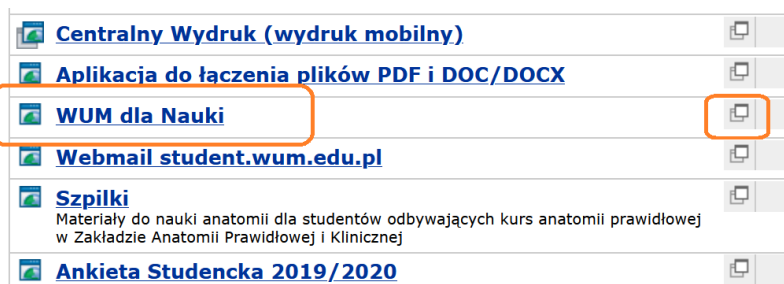 Centralny Wydruk (wydruk mobilny)
Aplikacja do łączenia plików PDF i DOC/DOCX
WUM dla Nauki
Webmail student.wum.edu.pl
Szpilki
Materiały do nauki anatomii dla studentów odbywających kurs anatomii prawidłowej
w Zakładzie Anatomii Prawidłowej i Klinicznej
Ankieta Studencka 2019/2020